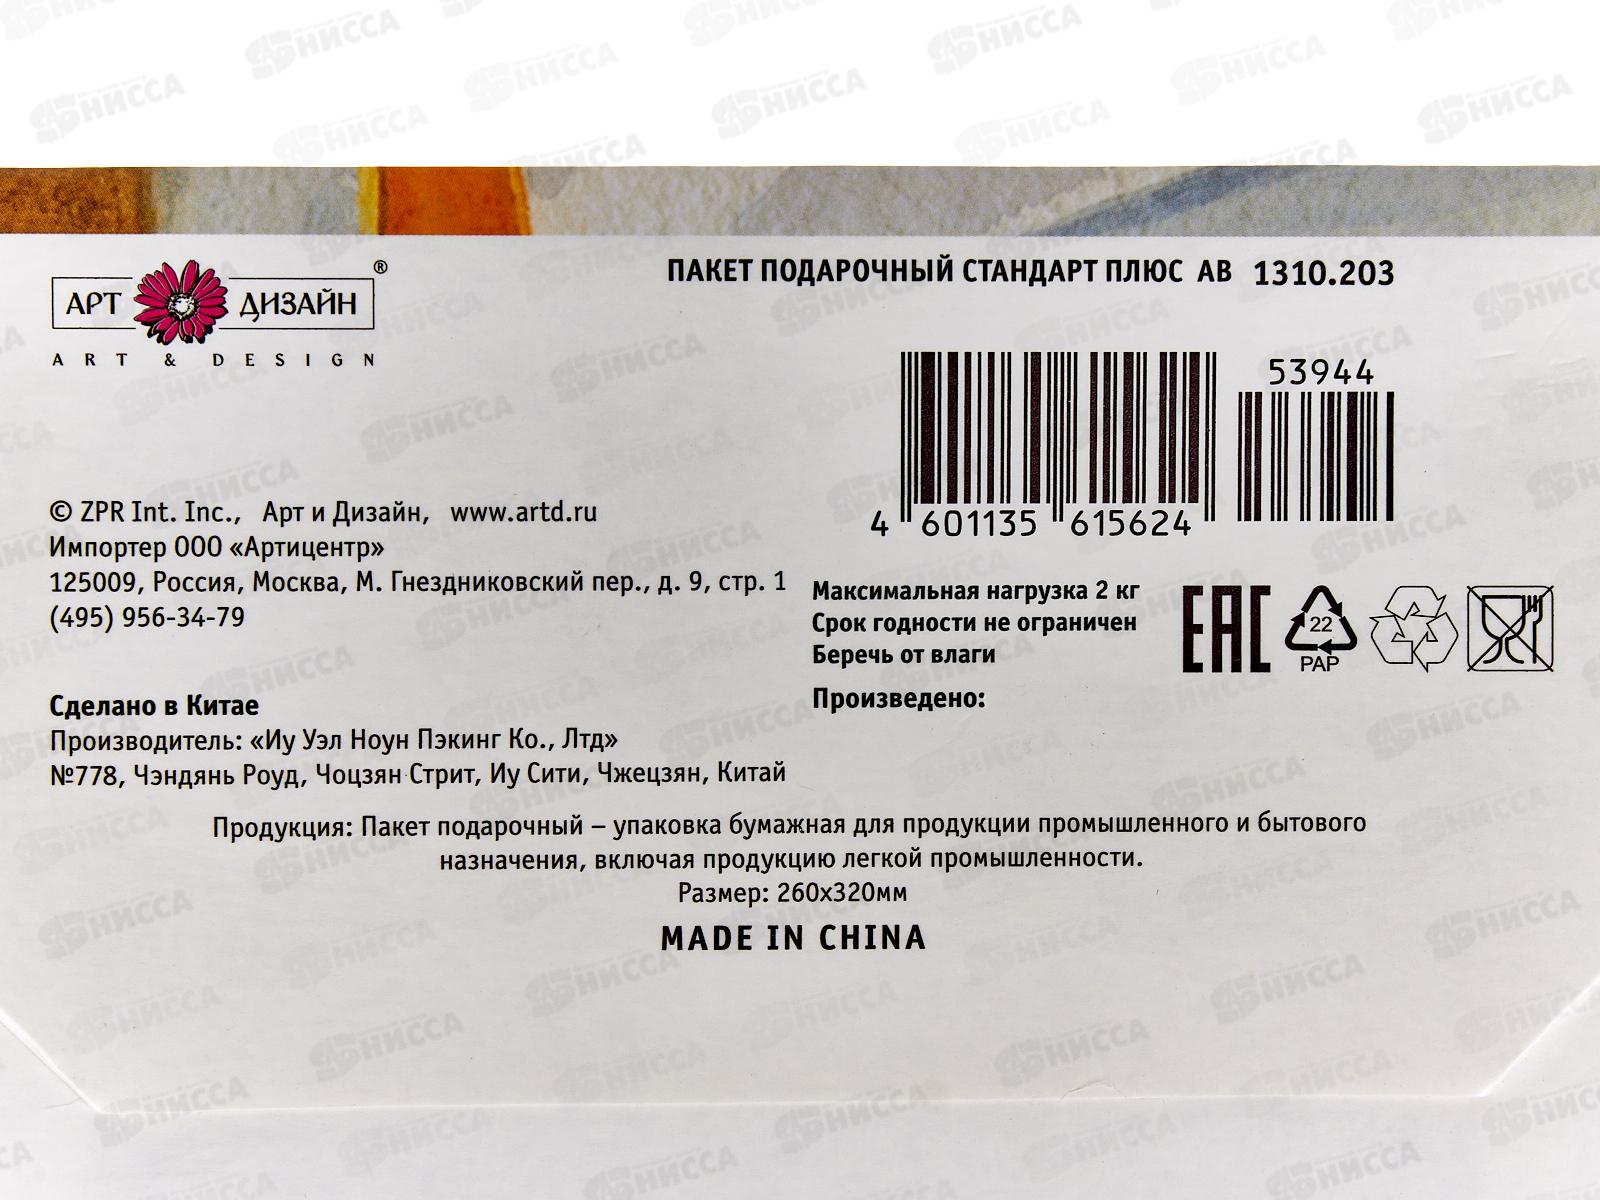 АРТ ДИЗАЙН ®
ART & DESIGN
ПАКЕТ ПОДАРОЧНЫЙ СТАНДАРТ ПЛЮС АВ 1310.203
53944
4 601135 615624
© ZPR Int. Inc., Арт и Дизайн, www.artd.ru
Импортер ООО «Артицентр»
125009, Россия, Москва, М. Гнездниковский пер., д. 9, стр. 1
(495) 956-34-79
Максимальная нагрузка 2 кг
Срок годности не ограничен
Беречь от влаги
Произведено:
EAC
22
PAP
Сделано в Китае
Производитель: «Иу Уэл Ноун Пэкинг Ко., Лтд»
№778, Чэндянь Роуд, Чоцзян Стрит, Иу Сити, Чжецзян, Китай
Продукция: Пакет подарочный – упаковка бумажная для продукции промышленного и бытового
назначения, включая продукцию легкой промышленности.
Размер: 260х320мм
MADE IN CHINA
НИССА